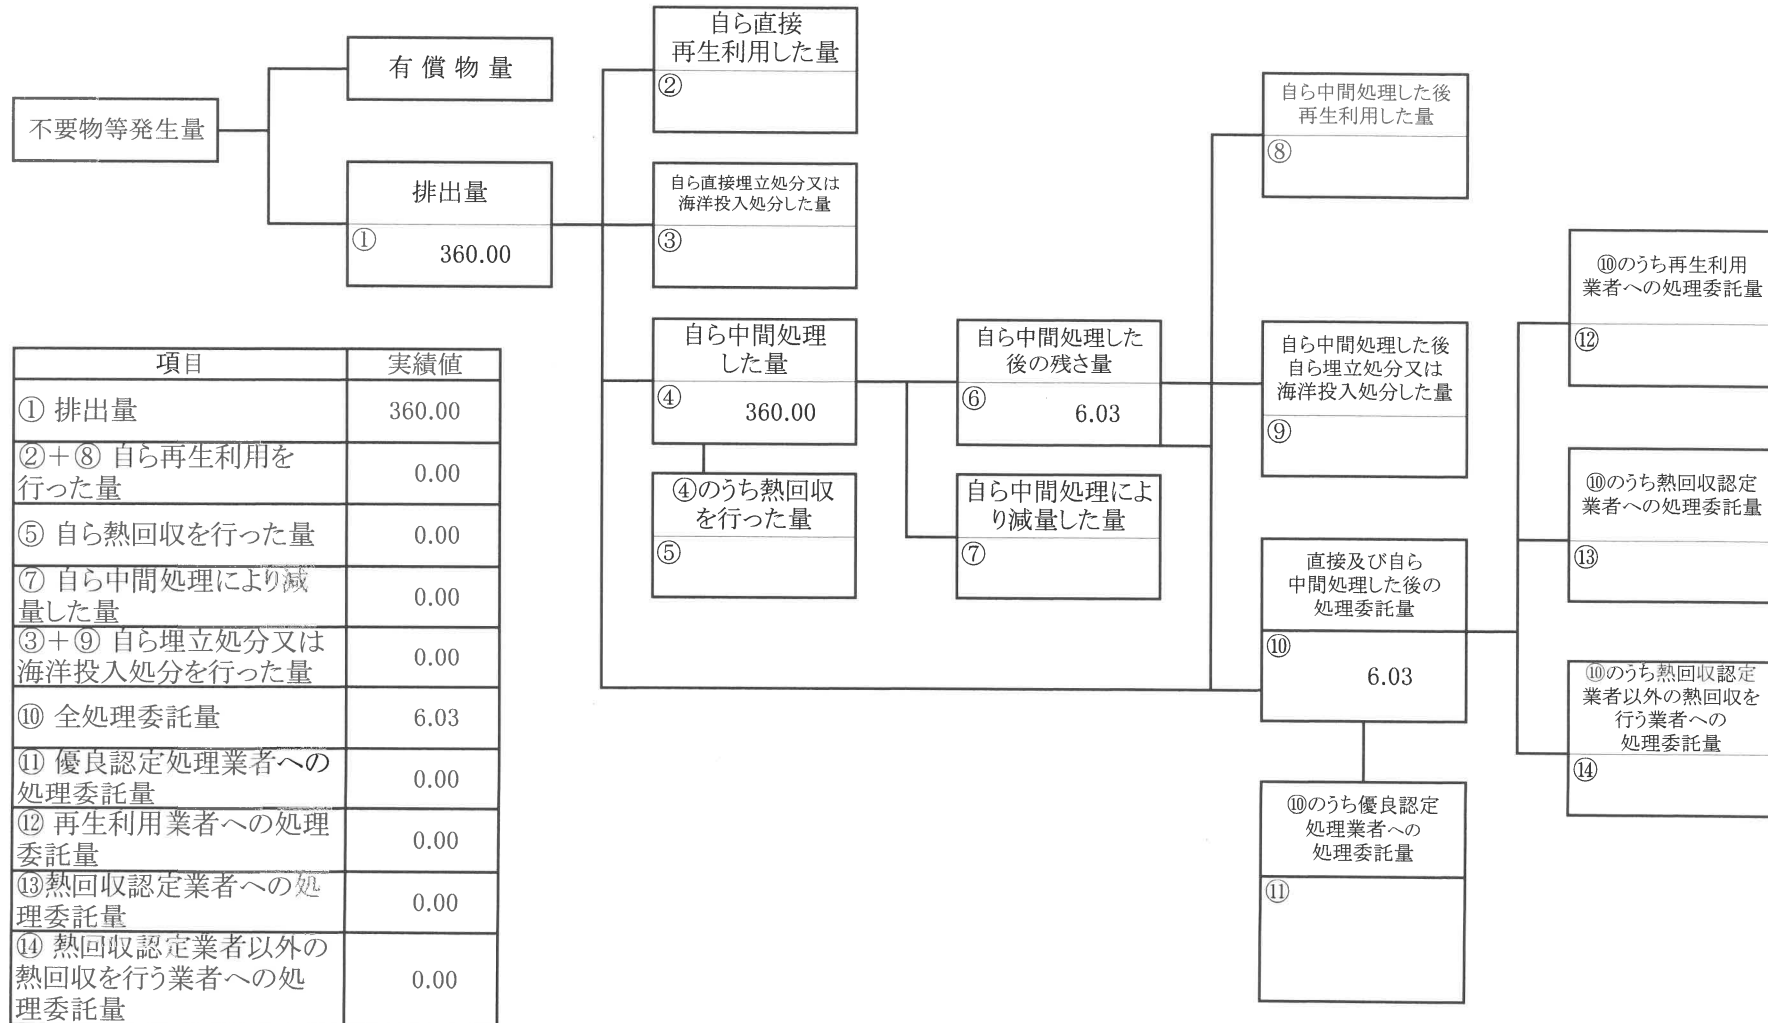 不要物等発生量
有償物量
排出量
①
360.00
自ら直接
再生利用した量
②
自ら直接埋立処分又は
海洋投入処分した量
③
自ら中間処理
した量
④
360.00
④のうち熱回収
を行った量
⑤
自ら中間処理した
後の残さ量
⑥
6.03
自ら中間処理によ
り減量した量
⑦
自ら中間処理した後
再生利用した量
⑧
自ら中間処理した後
自ら埋立処分又は
海洋投入処分した量
⑨
直接及び自ら
中間処理した後の
処理委託量
⑩
6.03
⑩のうち優良認定
処理業者への
処理委託量
⑪
⑩のうち再生利用
業者への処理委託量
⑫
⑩のうち熱回収認定
業者への処理委託量
⑬
⑩のうち熱回収認定
業者以外の熱回収を
行う業者への
処理委託量
⑭
項目 実績値
① 排出量 360.00
②＋⑧ 自ら再生利用を
行った量 0.00
⑤ 自ら熱回収を行った量 0.00
⑦ 自ら中間処理により減
量した量 0.00
③＋⑨ 自ら埋立処分又は
海洋投入処分を行った量 0.00
⑩ 全処理委託量 6.03
⑪ 優良認定処理業者への
処理委託量 0.00
⑫ 再生利用業者への処理
委託量 0.00
⑬熱回収認定業者への処
理委託量 0.00
⑭ 熱回収認定業者以外の
熱回収を行う業者への処 0.00
理委託量